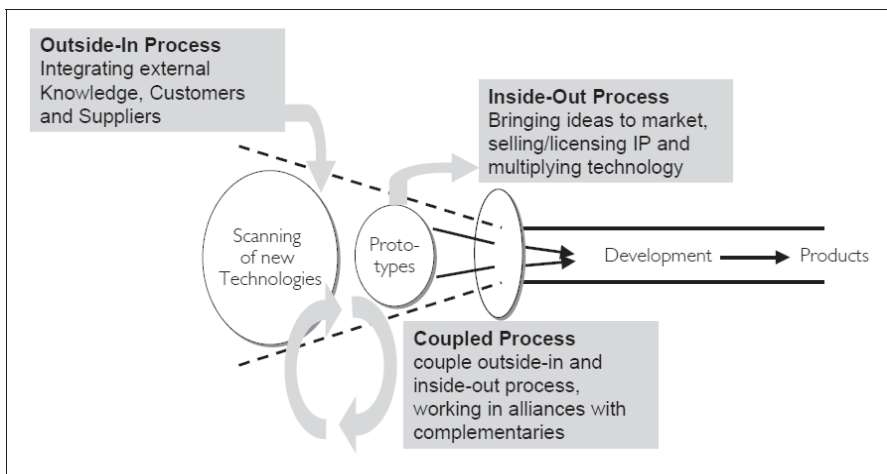 Outside-In Process
Integrating external
Knowledge, Customers
and Suppliers
Inside-Out Process
Bringing ideas to market,
selling/licensing IP and
multiplying technology
Scanning
of new
Technologies
Proto-
types
Development
Products
Coupled Process
couple outside-in and
inside-out process,
working in alliances with
complementaries